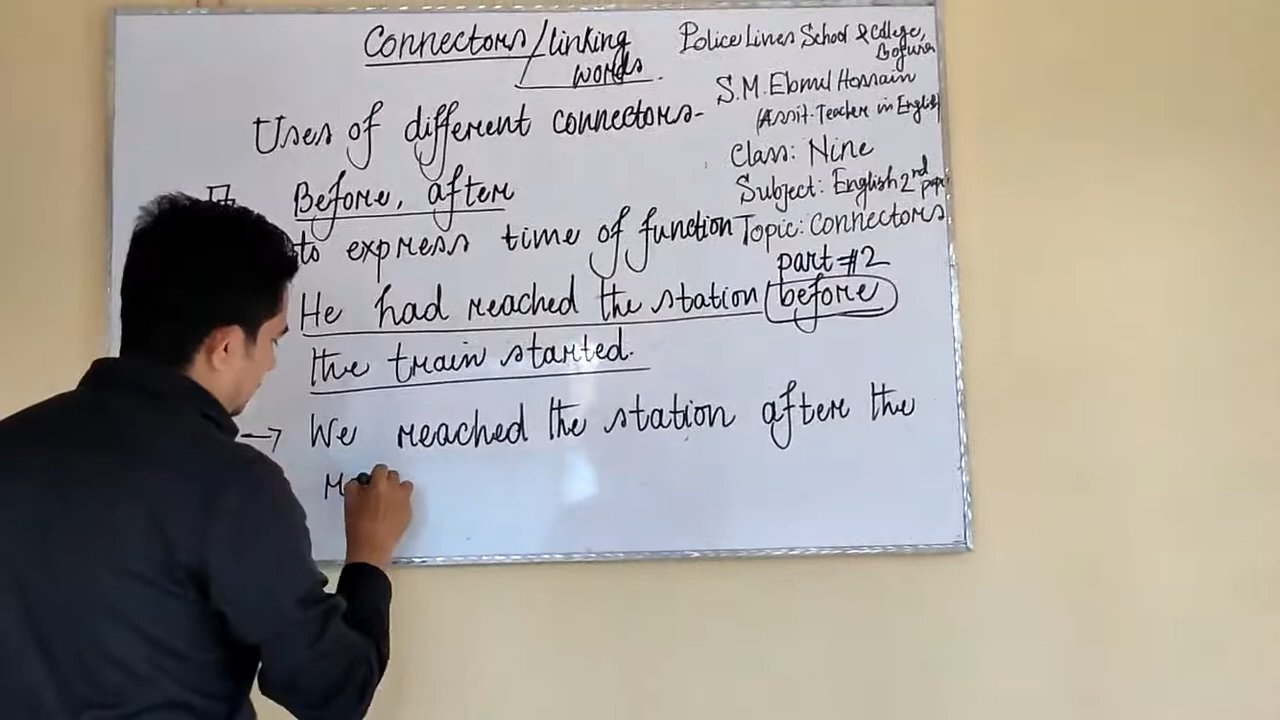 Connectors/linking
words.
Uses of different connectors-
Before, after
to express time of function
He had reached the station before
the train started.
→ We reached the station after the
Police Lines School & College,
Bogura
S.M. Ebnul Hossain
(Assit. Teacher in English)
Class: Nine
Subject: English 2nd paper
Topic: Connectors
part #2